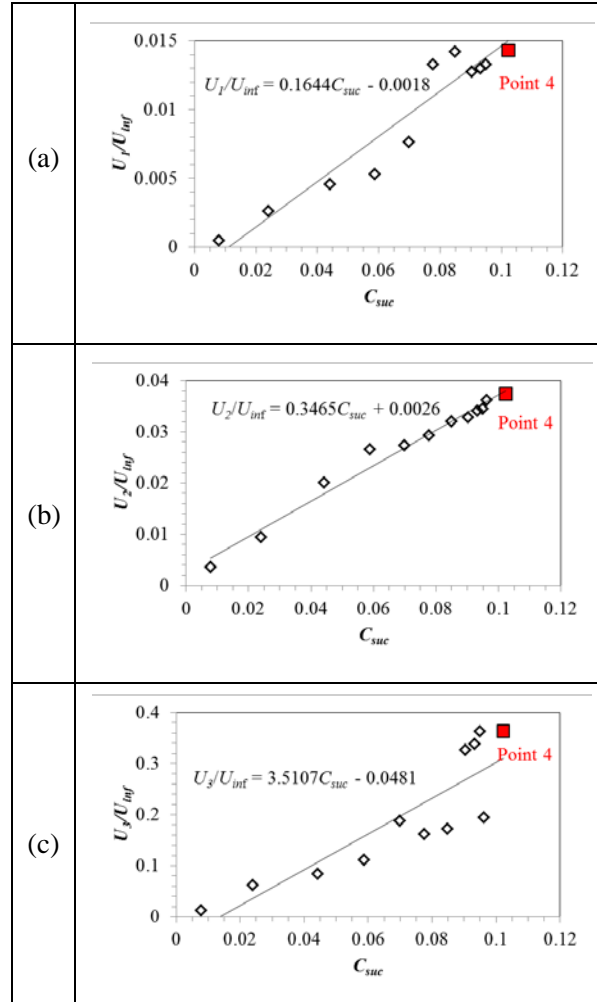 (a)
0.015
0.01
0.005
0
U1/Uinf
U1/Uinf = 0.1644Csuc - 0.0018
Point 4
0 0.02 0.04 0.06 0.08 0.1 0.12
Csuc
(b)
0.04
0.03
0.02
0.01
0
U2/Uinf
U2/Uinf = 0.3465Csuc + 0.0026
Point 4
0 0.02 0.04 0.06 0.08 0.1 0.12
Csuc
(c)
0.4
0.3
0.2
0.1
0
U3/Uinf
U3/Uinf = 3.5107Csuc - 0.0481
Point 4
0 0.02 0.04 0.06 0.08 0.1 0.12
Csuc